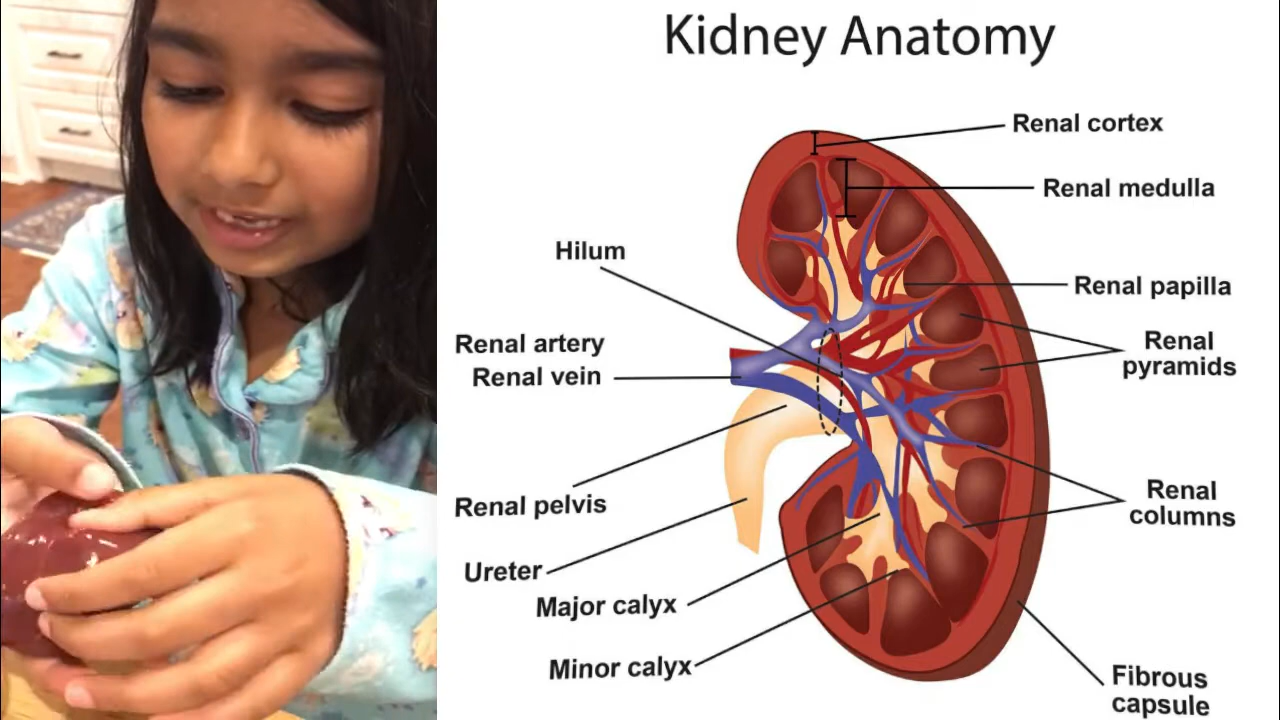 Kidney Anatomy
Renal cortex
Renal medulla
Hilum
Renal papilla
Renal artery
Renal vein
Renal
pyramids
Renal pelvis
Renal
columns
Ureter
Major calyx
Minor calyx
Fibrous
capsule